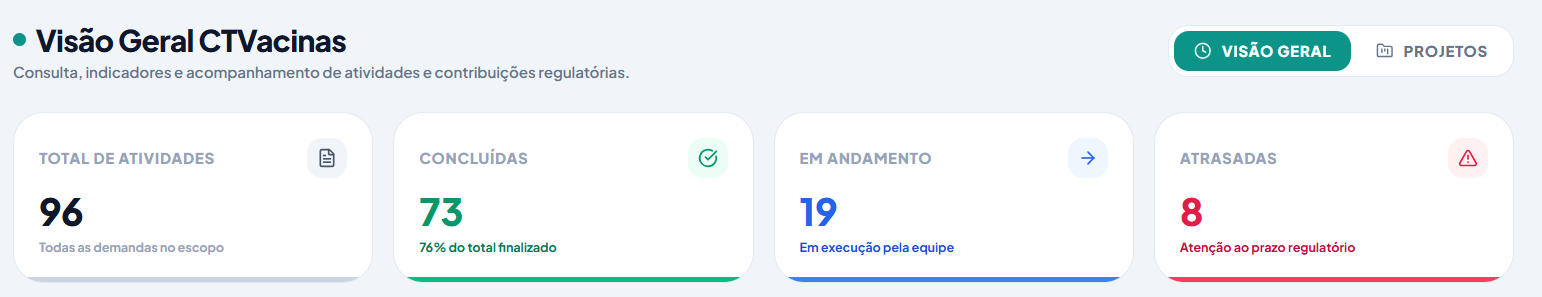 Visão Geral CTVacinas
Consulta, indicadores e acompanhamento de atividades e contribuições regulatórias.
VISÃO GERAL
PROJETOS
TOTAL DE ATIVIDADES
96
Todas as demandas no escopo
CONCLUÍDAS
73
76% do total finalizado
EM ANDAMENTO
19
Em execução pela equipe
ATRASADAS
8
Atenção ao prazo regulatório